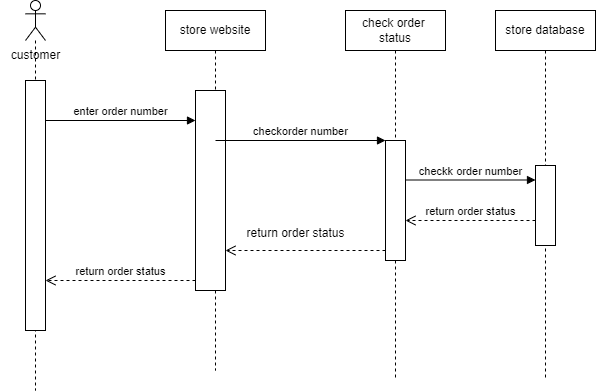 customer
store website
check order
status
store database
enter order number
checkorder number
checkk order number
return order status
return order status
return order status